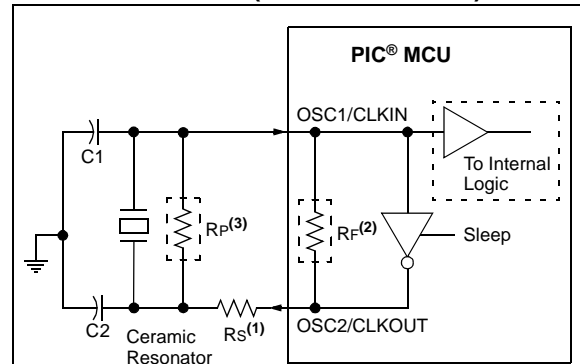 PIC® MCU
OSC1/CLKIN
C1
To Internal
Logic
RP(3)
RF(2)
Sleep
C2
Ceramic
Resonator
RS(1)
OSC2/CLKOUT